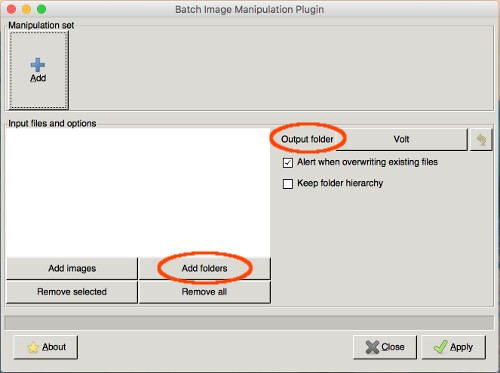 Batch Image Manipulation Plugin
Manipulation set
Add
Input files and options
Output folder Volt
Alert when overwriting existing files
Keep folder hierarchy
Add images Add folders
Remove selected Remove all
About Close Apply